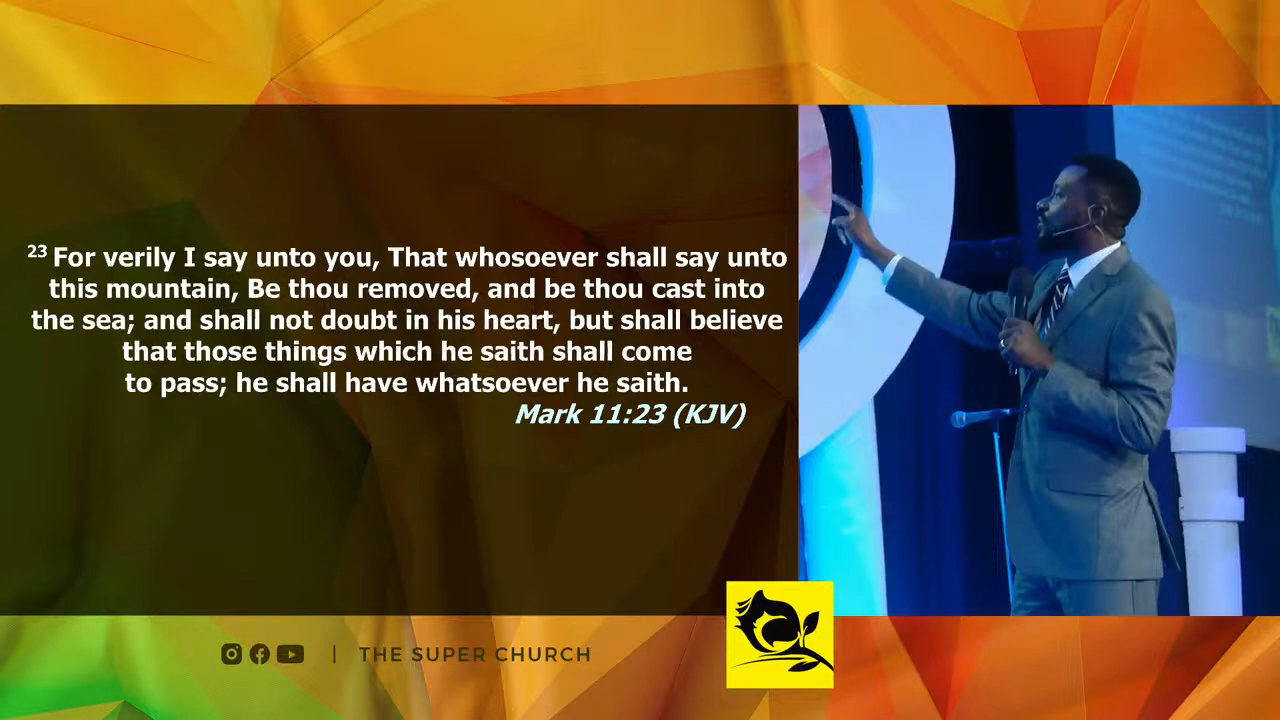 23 For verily I say unto you, That whosoever shall say unto
this mountain, Be thou removed, and be thou cast into
the sea; and shall not doubt in his heart, but shall believe
that those things which he saith shall come
to pass; he shall have whatsoever he saith.
Mark 11:23 (KJV)
| THE SUPER CHURCH